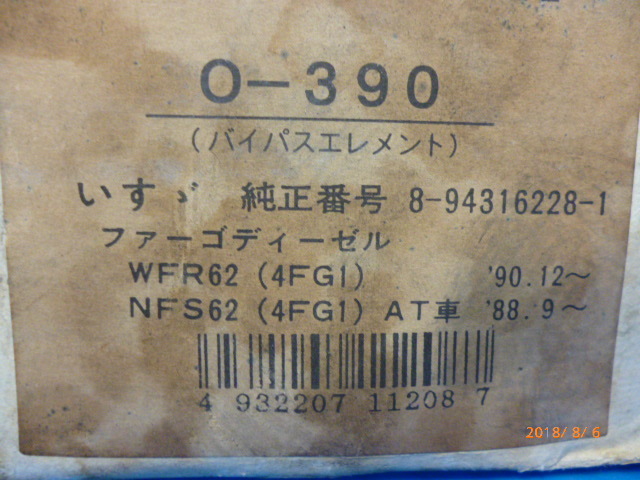 O-390
(バイパスエレメント)
いすゞ 純正番号 8-94316228-1
ファーゴディーゼル
WFR62 (4FG1) '90.12〜
NFS62 (4FG1) AT車 '88.9〜
4 932207 112087
2018/8/6